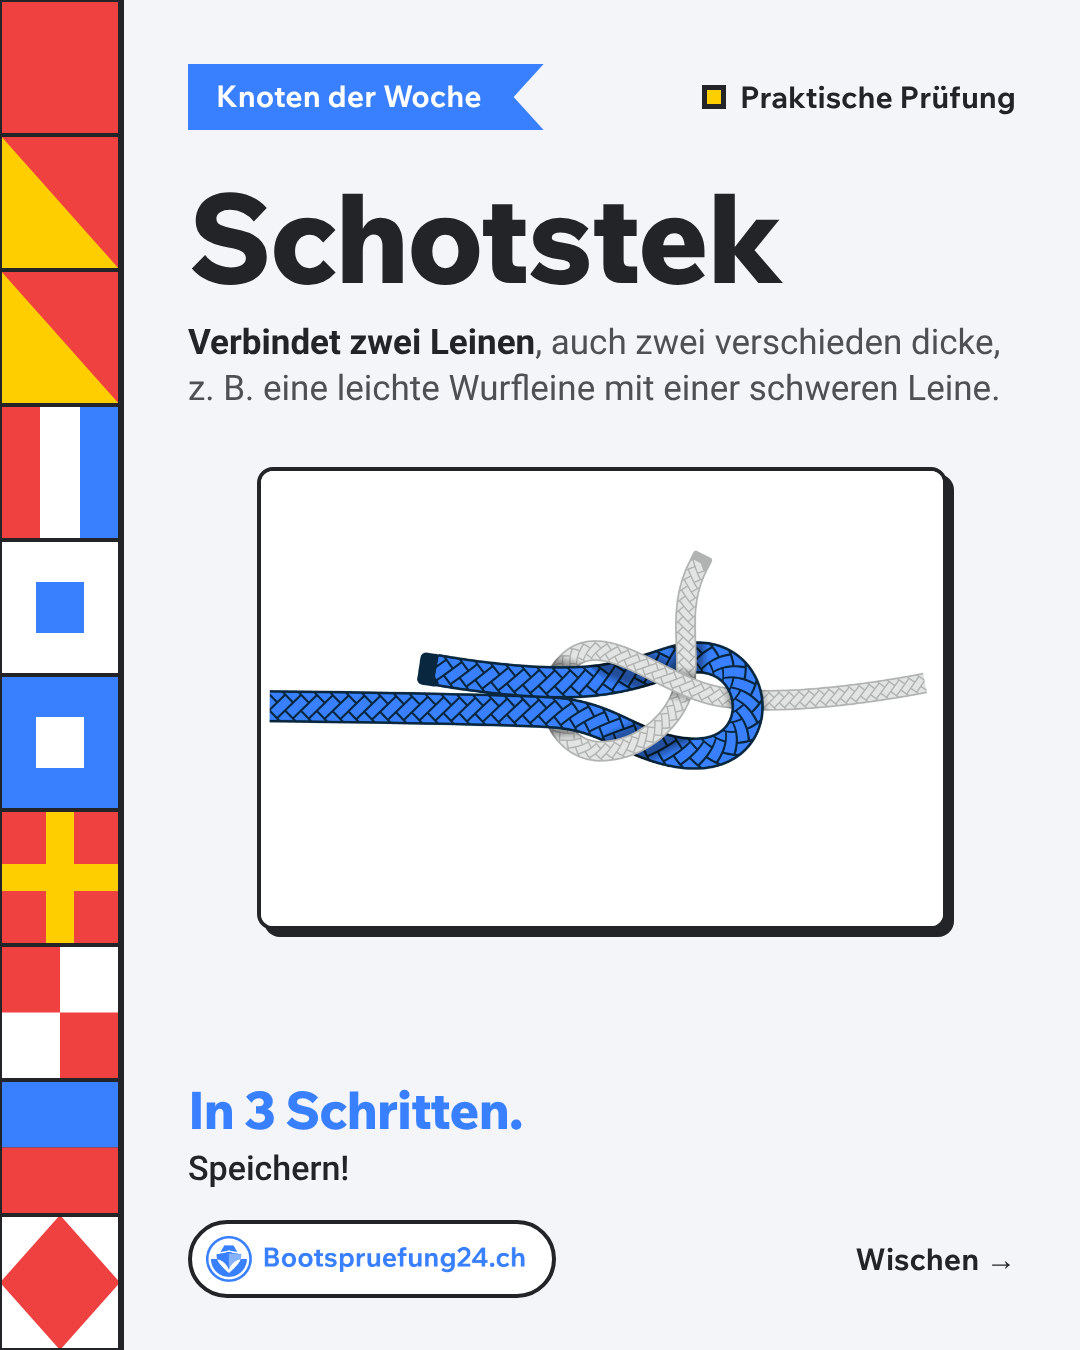 Knoten der Woche
Praktische Prüfung
Schotstek
Verbindet zwei Leinen, auch zwei verschieden dicke,
z. B. eine leichte Wurfleine mit einer schweren Leine.
In 3 Schritten.
Speichern!
Bootspruefung24.ch
Wischen →